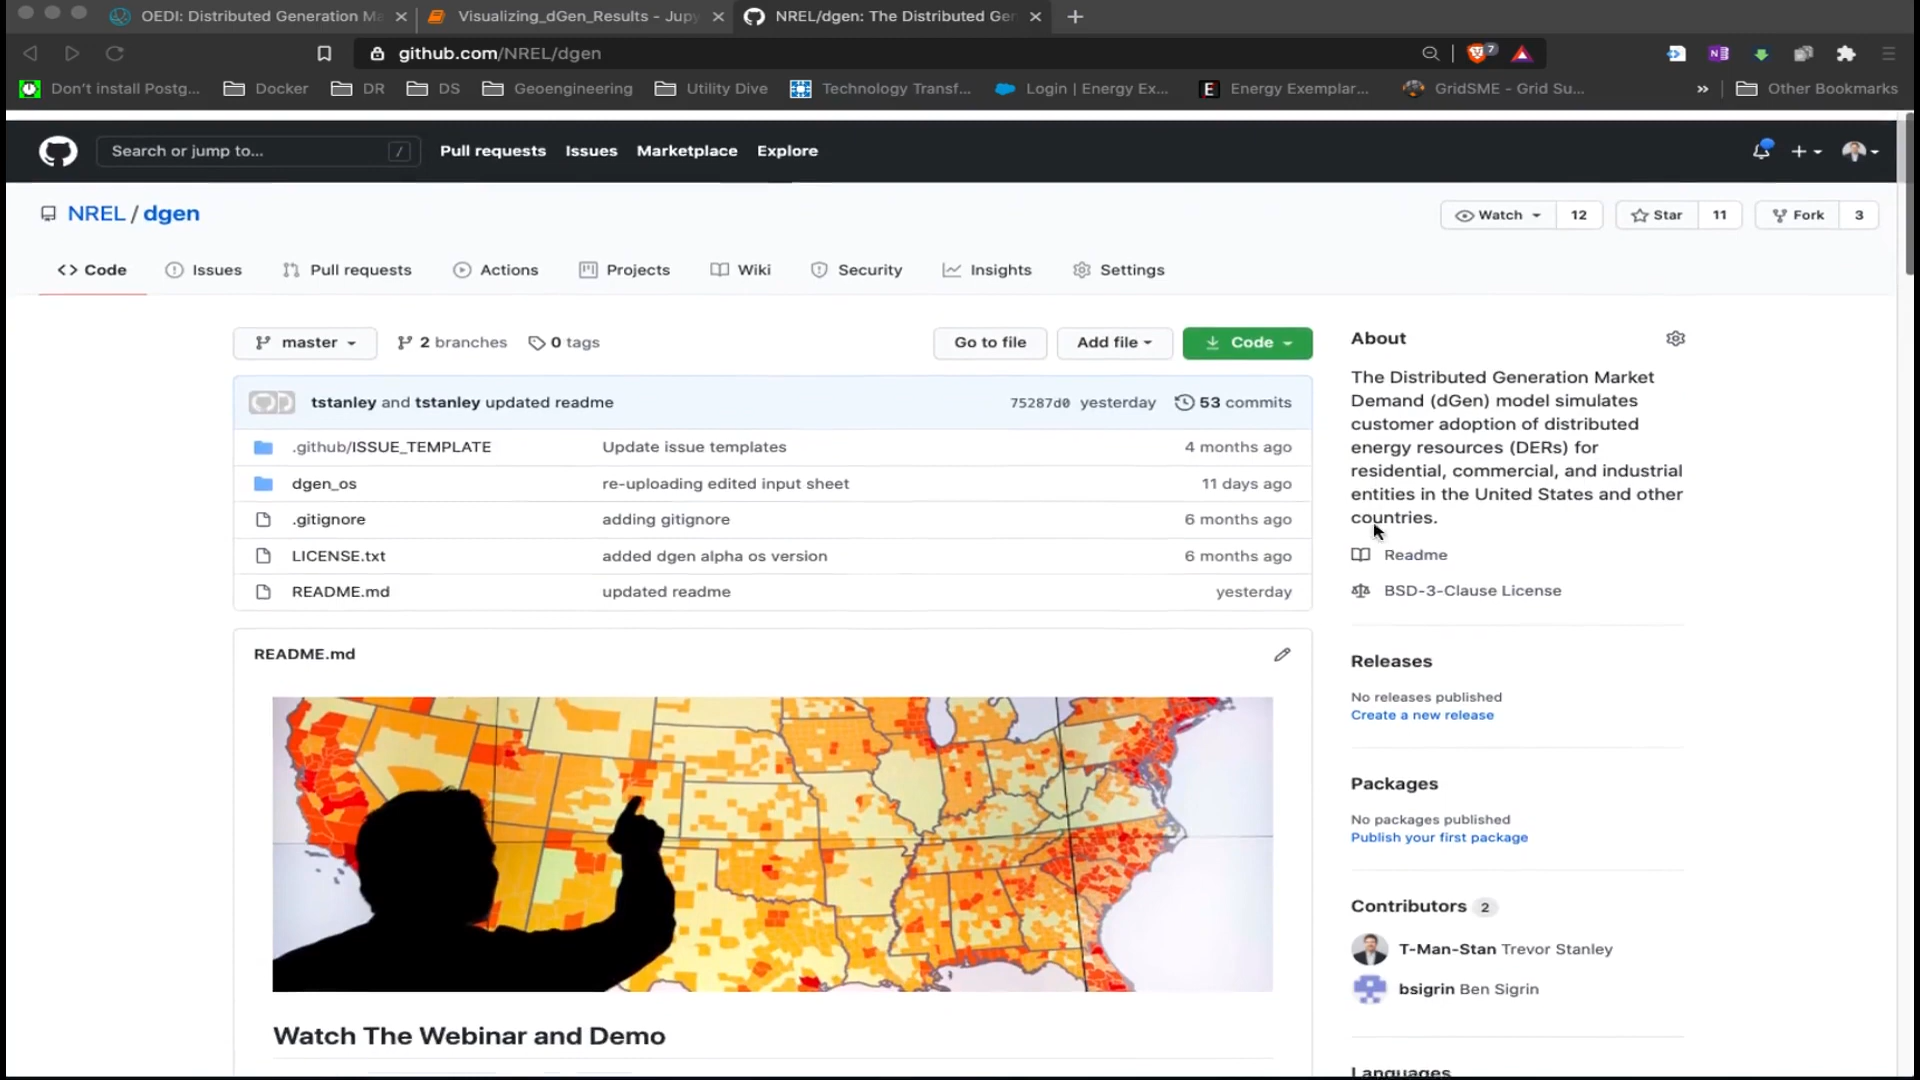 OEDI: Distributed Generation Ma
Visualizing_dGen_Results - Jupy
NREL/dgen: The Distributed Gen
github.com/NREL/dgen
7
Don't install Postg...
Docker
DR
DS
Geoengineering
Utility Dive
Technology Transf...
Login | Energy Ex...
Energy Exemplar...
GridSME - Grid Su...
»
Other Bookmarks
Search or jump to...
/
Pull requests
Issues
Marketplace
Explore
NREL / dgen
Watch 12
Star 11
Fork 3
Code
Issues
Pull requests
Actions
Projects
Wiki
Security
Insights
Settings
master
2 branches
0 tags
Go to file
Add file
Code
tstanley and tstanley updated readme
75287d0 yesterday
53 commits
.github/ISSUE_TEMPLATE Update issue templates 4 months ago
dgen_os re-uploading edited input sheet 11 days ago
.gitignore adding gitignore 6 months ago
LICENSE.txt added dgen alpha os version 6 months ago
README.md updated readme yesterday
README.md
Watch The Webinar and Demo
About
The Distributed Generation Market
Demand (dGen) model simulates
customer adoption of distributed
energy resources (DERs) for
residential, commercial, and industrial
entities in the United States and other
countries.
Readme
BSD-3-Clause License
Releases
No releases published
Create a new release
Packages
No packages published
Publish your first package
Contributors 2
T-Man-Stan Trevor Stanley
bsigrin Ben Sigrin
Languages